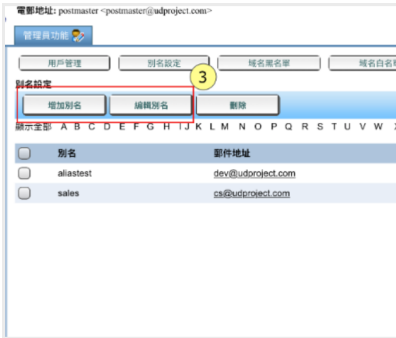 電郵地址: postmaster <postmaster@udproject.com>
管理員功能
用戶管理 別名設定 域名黑名單 域名白名
別名設定
3
增加別名 編輯別名 刪除
顯示全部 A B C D E F G H I J K L M N O P Q R S T U V W X
別名 郵件地址
aliastest dev@udproject.com
sales cs@udproject.com